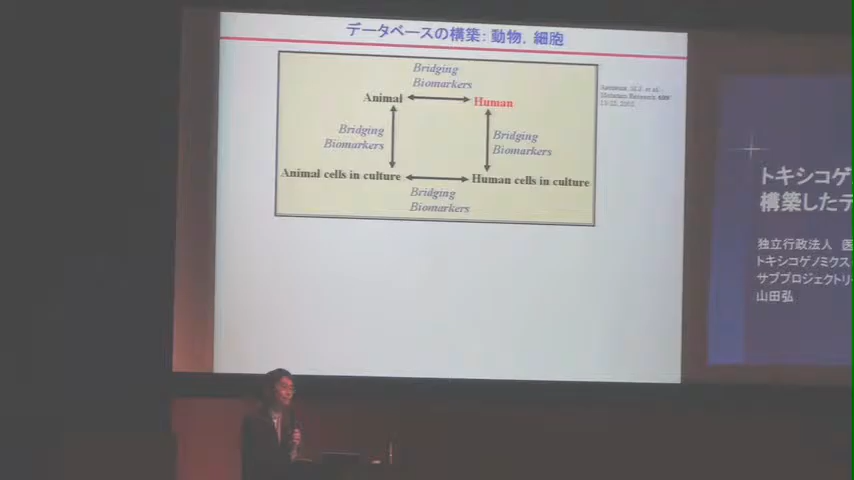 データベースの構築: 動物, 細胞
Bridging
Biomarkers
Animal
Human
Bridging
Biomarkers
Bridging
Biomarkers
Animal cells in culture
Human cells in culture
Bridging
Biomarkers
トキシコゲ
構築したデ
独立行政法人 医
トキシコゲノミクス
サブプロジェクトリー
山田弘